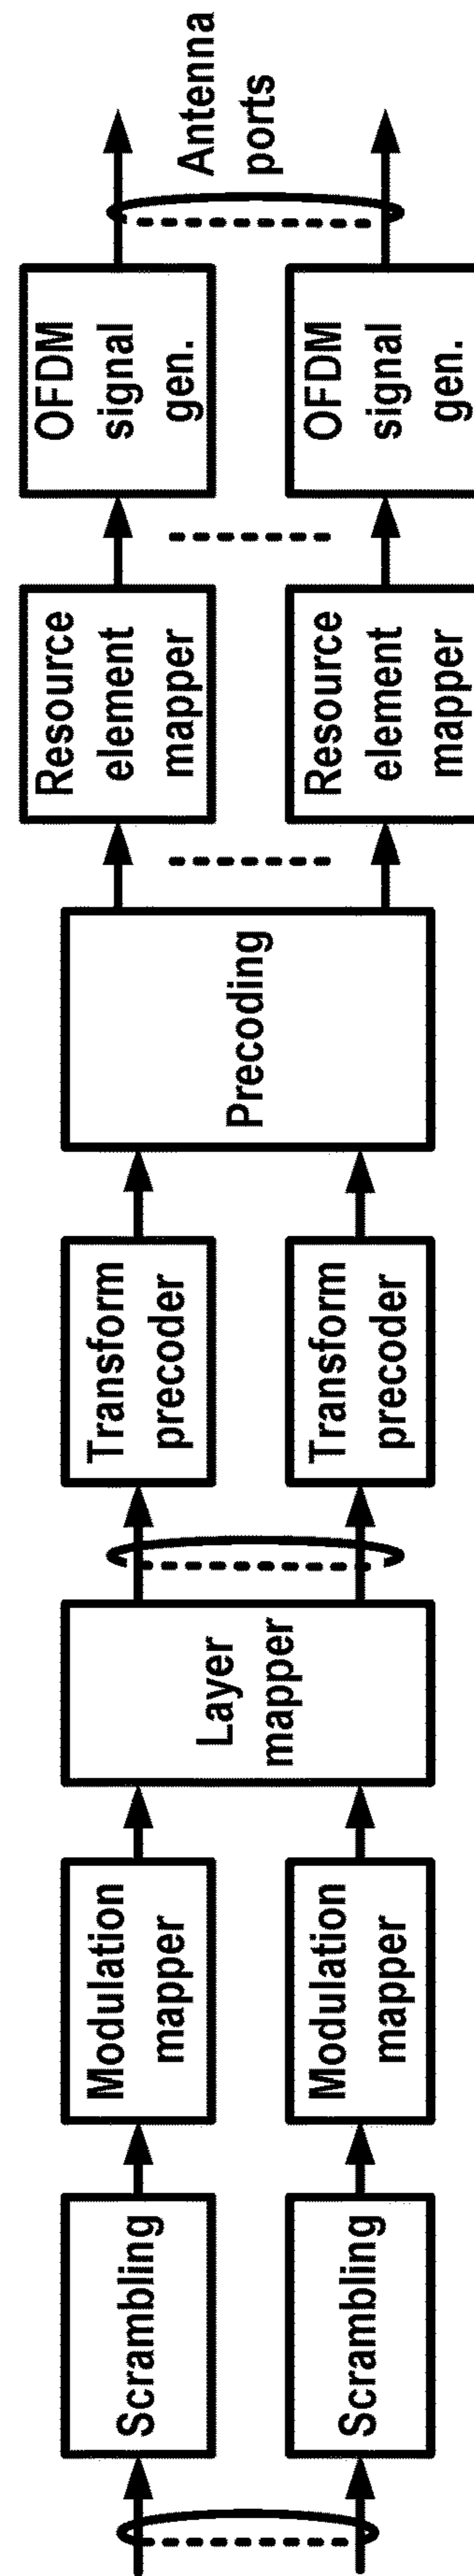 Scrambling
Scrambling
Modulation
mapper
Modulation
mapper
Layer
mapper
Transform
precoder
Transform
precoder
Precoding
Resource
element
mapper
Resource
element
mapper
OFDM
signal
gen.
OFDM
signal
gen.
Antenna
ports